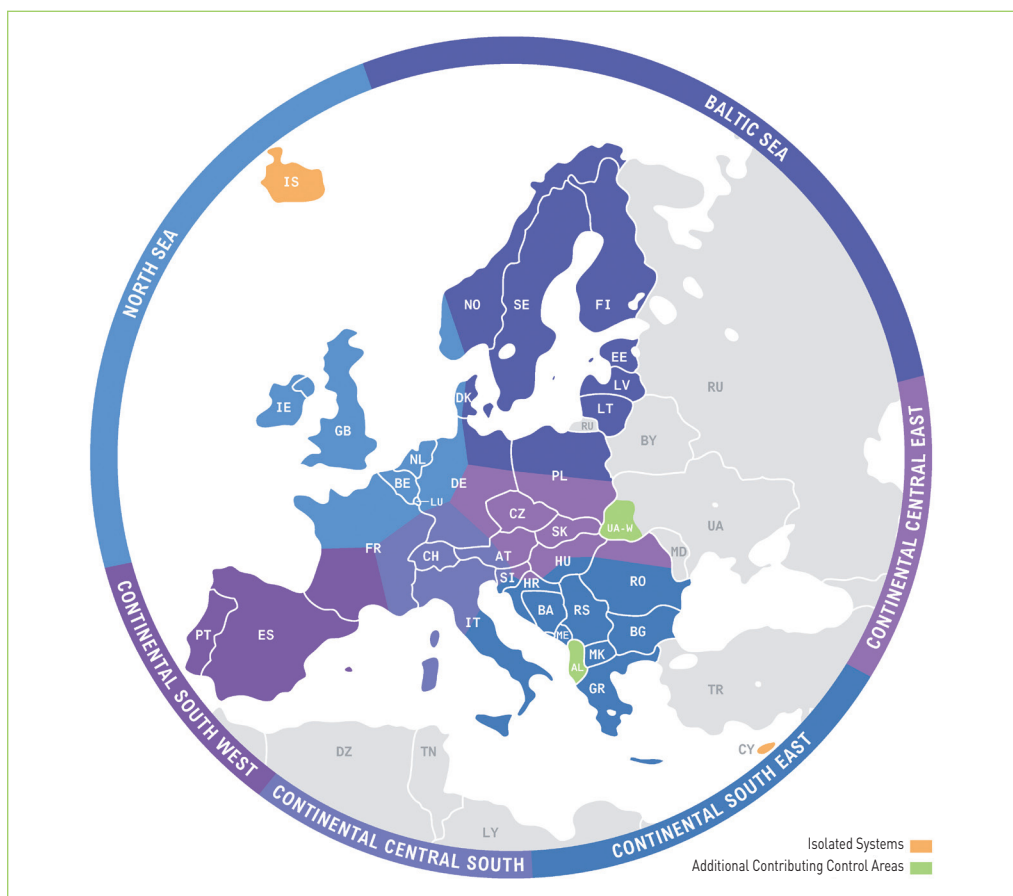 BALTIC SEA
IS
NORTH SEA
NO
SE
FI
EE
RU
LV
DK
LT
IE
RU
GB
BY
NL
CONTINENTAL CENTRAL EAST
PL
BE
DE
LU
CZ
UA-W
UA
SK
FR
MD
CH
AT
HU
SI
HR
RO
BA
RS
PT
ES
IT
ME
BG
MK
AL
GR
TR
CONTINENTAL SOUTH WEST
DZ
TN
CY
CONTINENTAL SOUTH EAST
CONTINENTAL CENTRAL SOUTH
LY
Isolated Systems
Additional Contributing Control Areas